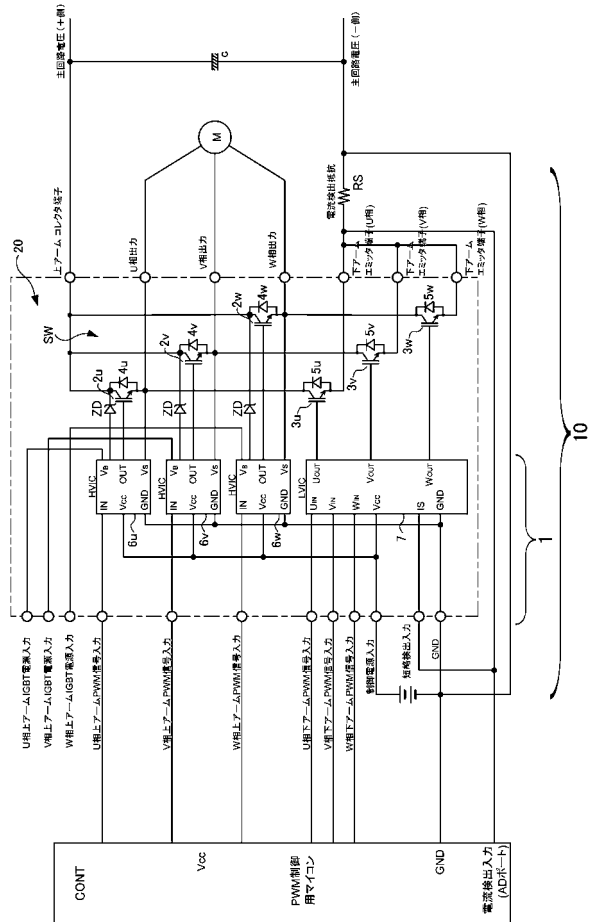 主回路電圧(+側)
主回路電圧(-側)
C
M
電流検出抵抗
RS
20
上アーム コレクタ端子
U相出力
V相出力
W相出力
下アーム
エミッタ端子(U相)
下アーム
エミッタ端子(V相)
下アーム
エミッタ端子(W相)
SW
ZD
2u
4u
ZD
2v
4v
ZD
2w
4w
3u
5u
3v
5v
3w
5w
HVIC
IN
VB
VCC
OUT
GND
VS
6u
HVIC
IN
VB
VCC
OUT
GND
VS
6v
HVIC
IN
VB
VCC
OUT
GND
VS
6w
LVIC
UIN
UOUT
VIN
WIN
VCC
VOUT
IS
GND
WOUT
7
1
10
U相上アームIGBT電源入力
V相上アームIGBT電源入力
W相上アームIGBT電源入力
U相上アームPWM信号入力
V相上アームPWM信号入力
W相上アームPWM信号入力
U相下アームPWM信号入力
V相下アームPWM信号入力
W相下アームPWM信号入力
制御電源入力
短絡検出入力
GND
CONT
Vcc
PWM制御
用マイコン
GND
電流検出入力
(ADポート)